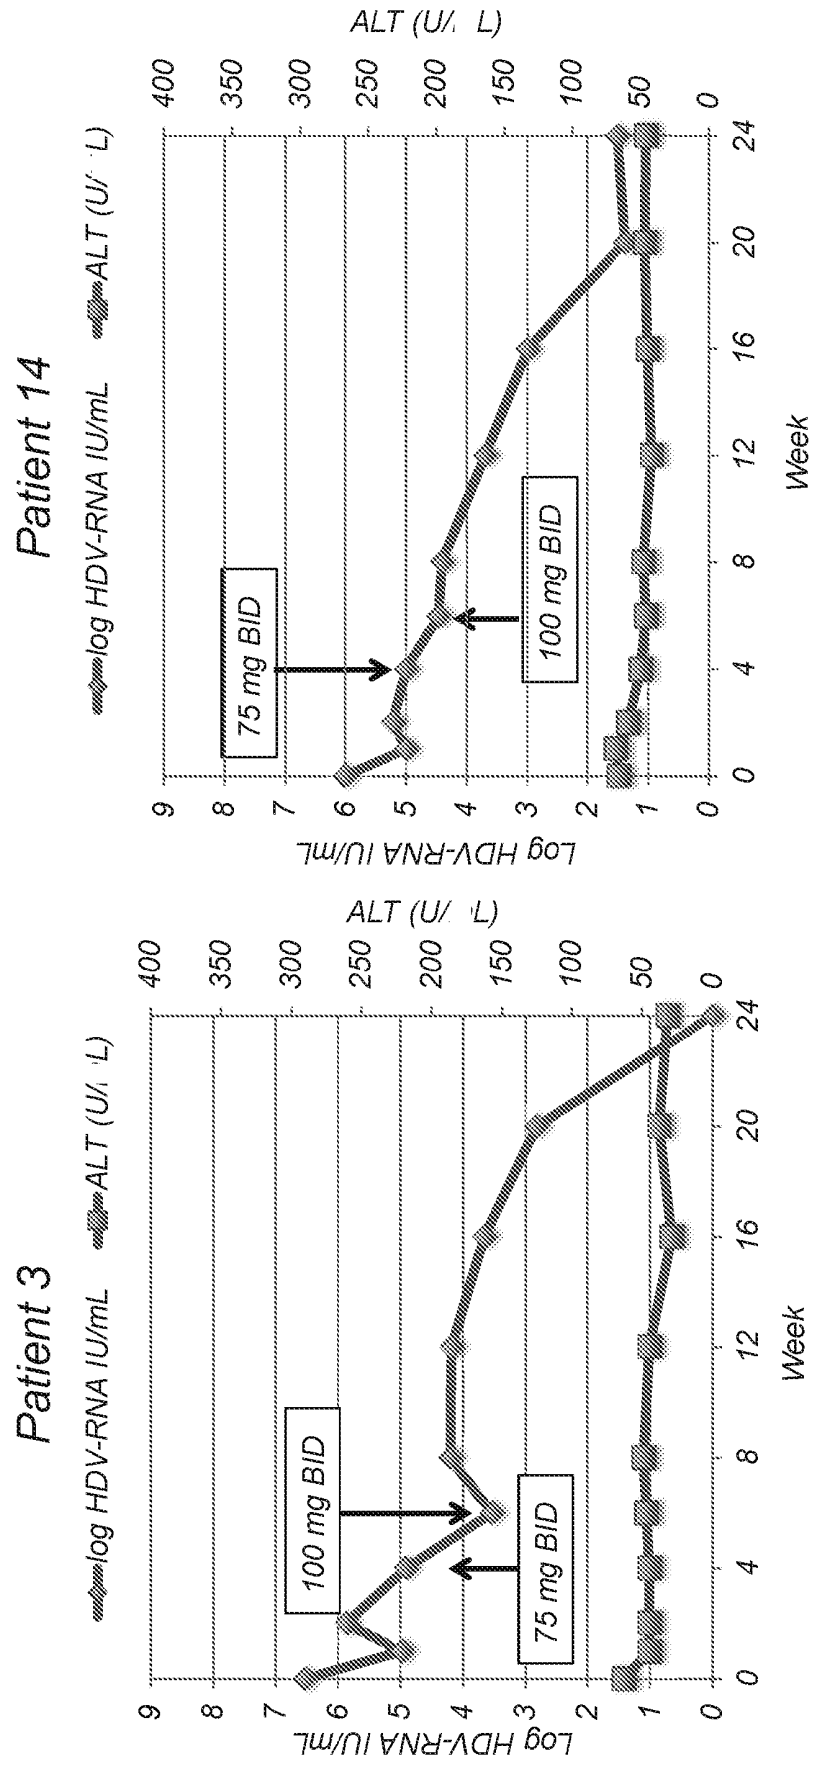 Patient 3
log HDV-RNA IU/mL ALT (U/ L)
Log HDV-RNA IU/mL
9
8
7
6
5
4
3
2
1
0
100 mg BID
75 mg BID
400
350
300
250
200
150
100
50
0
ALT (U/ L)
0 4 8 12 16 20 24
Week
Patient 14
log HDV-RNA IU/mL ALT (U/ L)
Log HDV-RNA IU/mL
9
8
7
6
5
4
3
2
1
0
75 mg BID
100 mg BID
400
350
300
250
200
150
100
50
0
ALT (U/ L)
0 4 8 12 16 20 24
Week